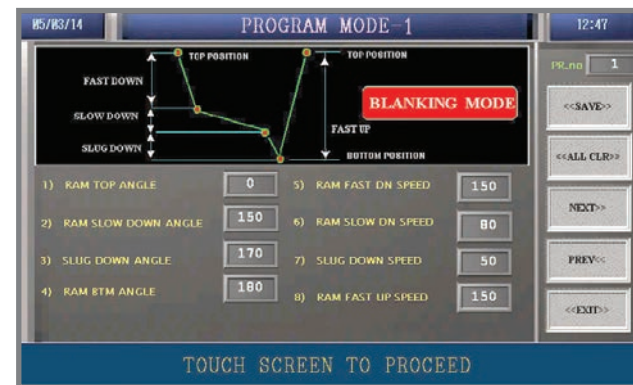 05/03/14
PROGRAM MODE-1
12:47
TOP POSITION
TOP POSITION
FAST DOWN
BLANKING MODE
SLOW DOWN
FAST UP
SLUG DOWN
BOTTOM POSITION
PR.no 1
<<SAVE>>
<<ALL CLR>>
NEXT>>
PREV<<
<<EXIT>>
1) RAM TOP ANGLE 0
2) RAM SLOW DOWN ANGLE 150
3) SLUG DOWN ANGLE 170
4) RAM BTM ANGLE 180
5) RAM FAST DN SPEED 150
6) RAM SLOW DN SPEED 80
7) SLUG DOWN SPEED 50
8) RAM FAST UP SPEED 150
TOUCH SCREEN TO PROCEED